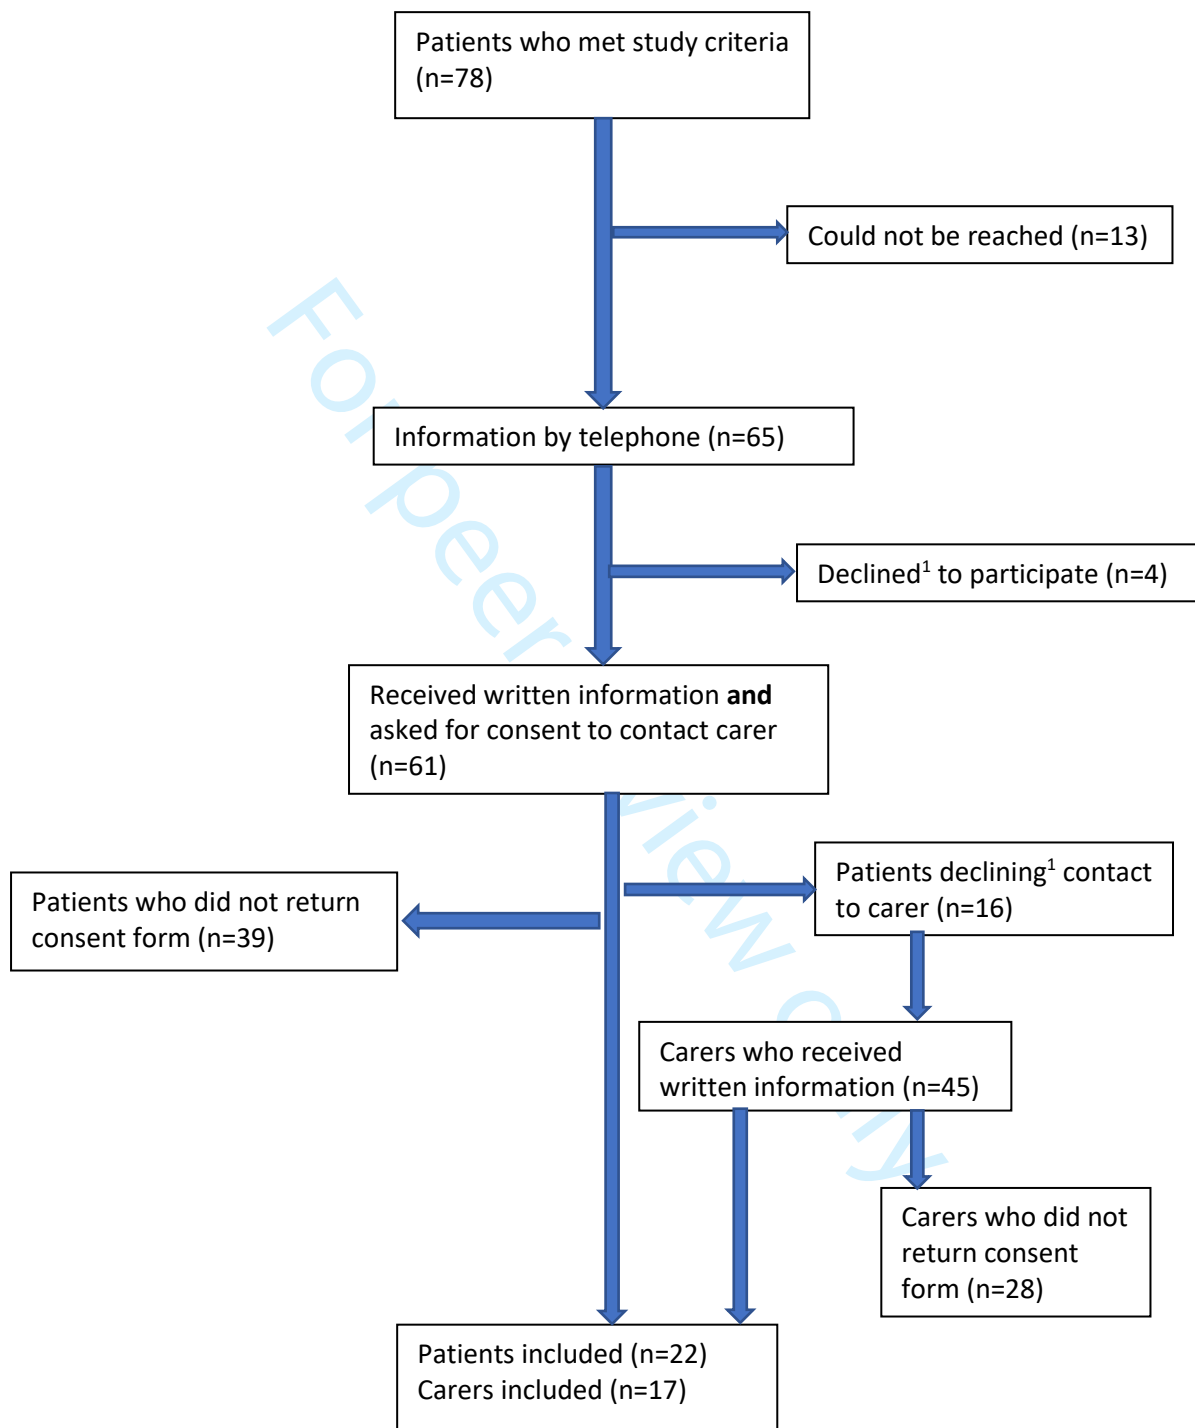 Patients who met study criteria
(n=78)
Could not be reached (n=13)
Information by telephone (n=65)
Declined¹ to participate (n=4)
Received written information and
asked for consent to contact carer
(n=61)
Patients declining¹ contact
to carer (n=16)
Patients who did not return
consent form (n=39)
Carers who received
written information (n=45)
Carers who did not
return consent
form (n=28)
Patients included (n=22)
Carers included (n=17)
For peer review only